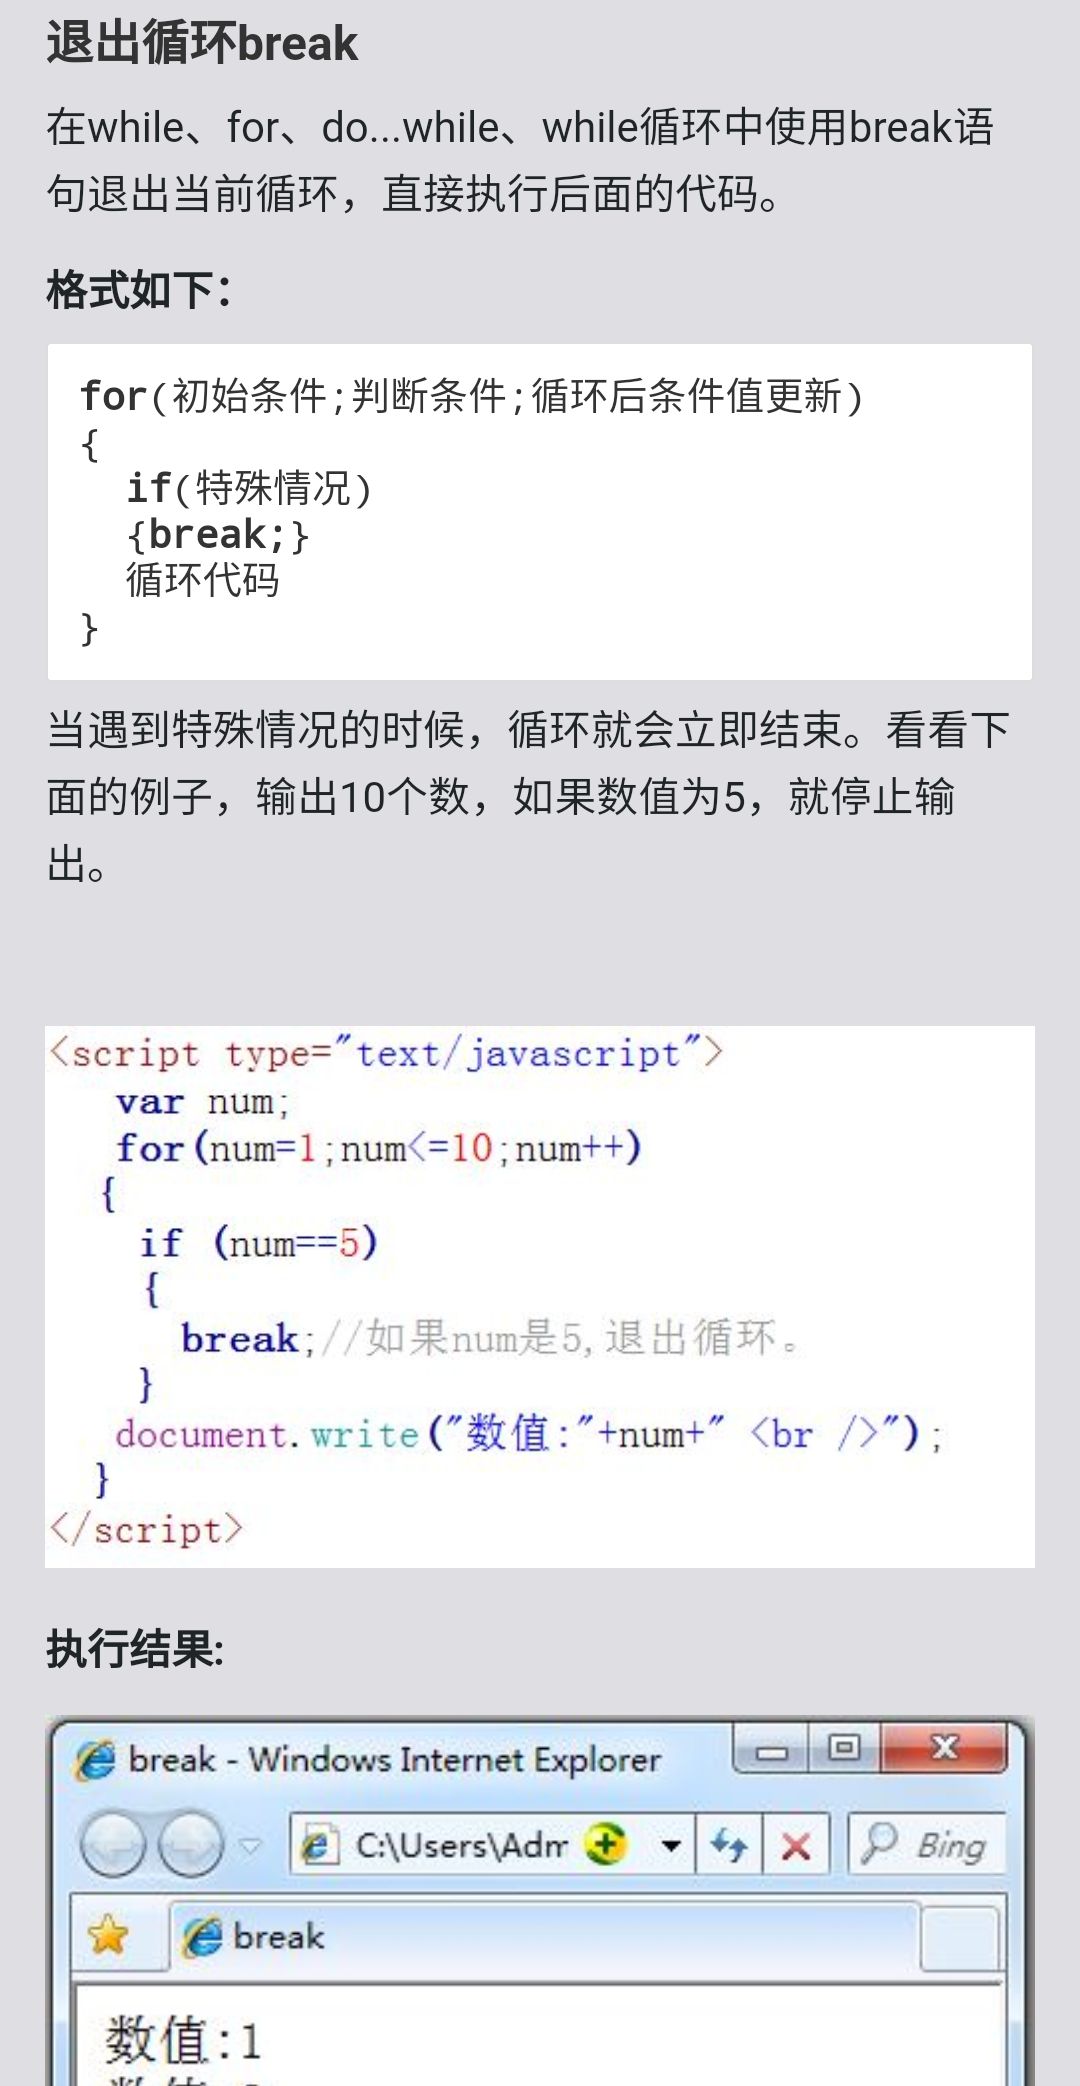 退出循环break
在while、for、do...while、while循环中使用break语
句退出当前循环，直接执行后面的代码。
格式如下：
for(初始条件;判断条件;循环后条件值更新)
{
  if(特殊情况)
  {break;}
  循环代码
}
当遇到特殊情况的时候，循环就会立即结束。看看下
面的例子，输出10个数，如果数值为5，就停止输
出。
<script type="text/javascript">
   var num;
   for(num=1;num<=10;num++)
  {
    if (num==5)
    {
      break;//如果num是5,退出循环。
    }
   document.write("数值:"+num+" <br />");
  }
</script>
执行结果:
break - Windows Internet Explorer
C:\Users\Adm
Bing
break
数值:1